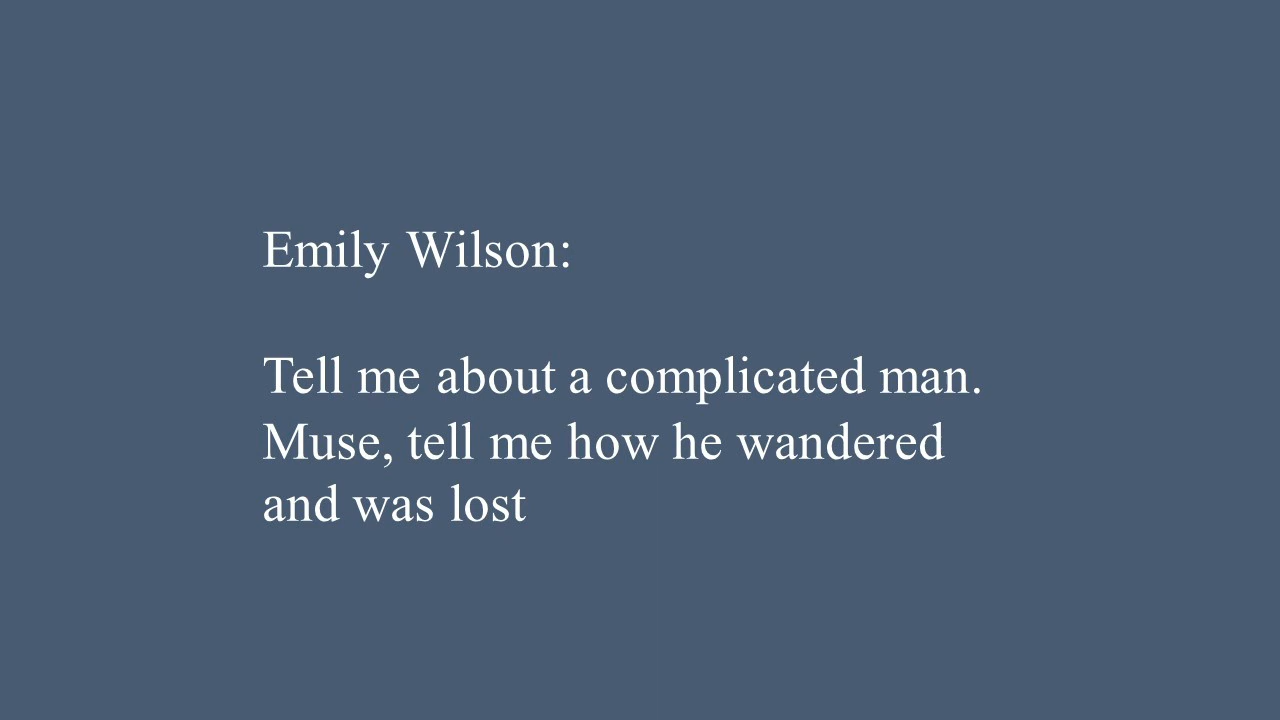 Emily Wilson:
Tell me about a complicated man.
Muse, tell me how he wandered
and was lost